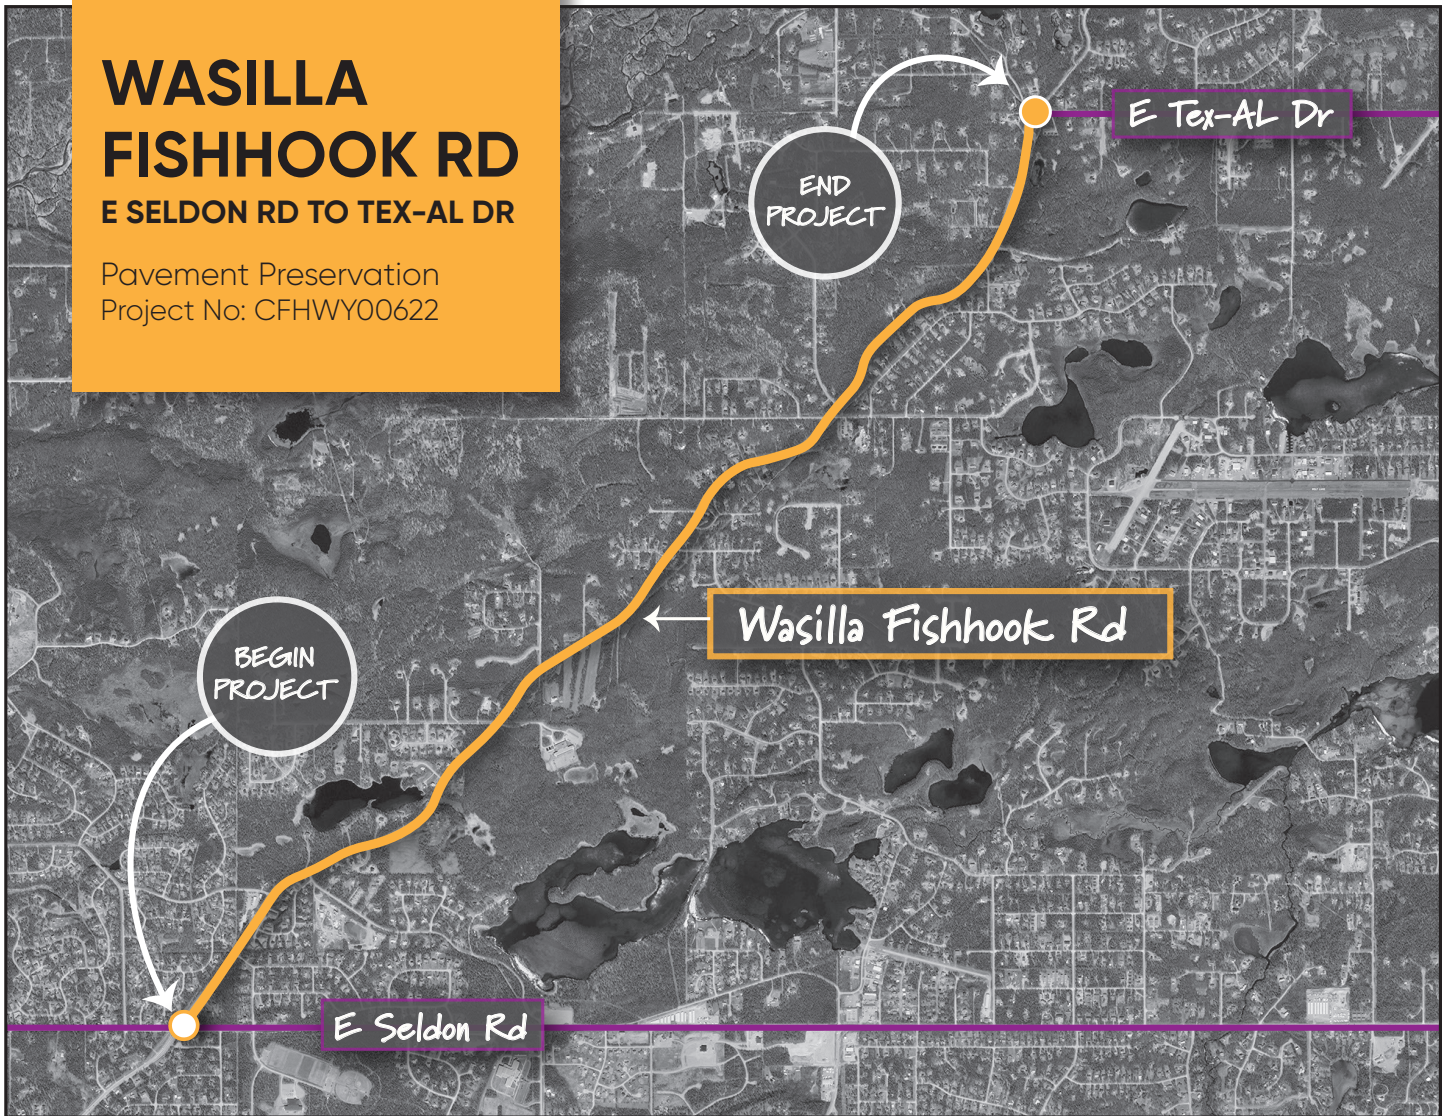 WASILLA
FISHHOOK RD
E SELDON RD TO TEX-AL DR
Pavement Preservation
Project No: CFHWY00622
E Tex-AL Dr
END
PROJECT
Wasilla Fishhook Rd
BEGIN
PROJECT
E Seldon Rd